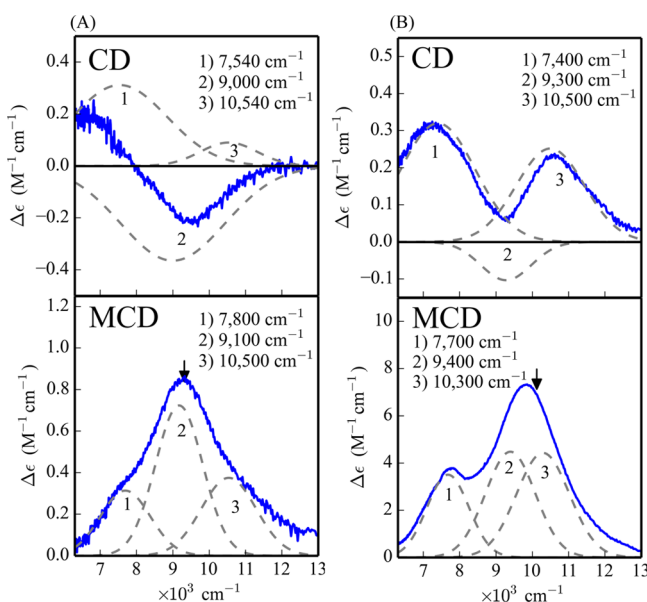 (A) (B)
CD
1) 7,540 cm⁻¹
2) 9,000 cm⁻¹
3) 10,540 cm⁻¹
0.4
0.2
0.0
−0.2
−0.4
Δϵ (M⁻¹cm⁻¹)
1
2
3
CD
1) 7,400 cm⁻¹
2) 9,300 cm⁻¹
3) 10,500 cm⁻¹
0.5
0.4
0.3
0.2
0.1
0.0
−0.1
Δϵ (M⁻¹cm⁻¹)
1
2
3
MCD
1) 7,800 cm⁻¹
2) 9,100 cm⁻¹
3) 10,500 cm⁻¹
1.2
1.0
0.8
0.6
0.4
0.2
0.0
Δϵ (M⁻¹cm⁻¹)
1
2
3
7 8 9 10 11 12 13
×10³ cm⁻¹
MCD
1) 7,700 cm⁻¹
2) 9,400 cm⁻¹
3) 10,300 cm⁻¹
10
8
6
4
2
0
Δϵ (M⁻¹cm⁻¹)
1
2
3
7 8 9 10 11 12 13
×10³ cm⁻¹